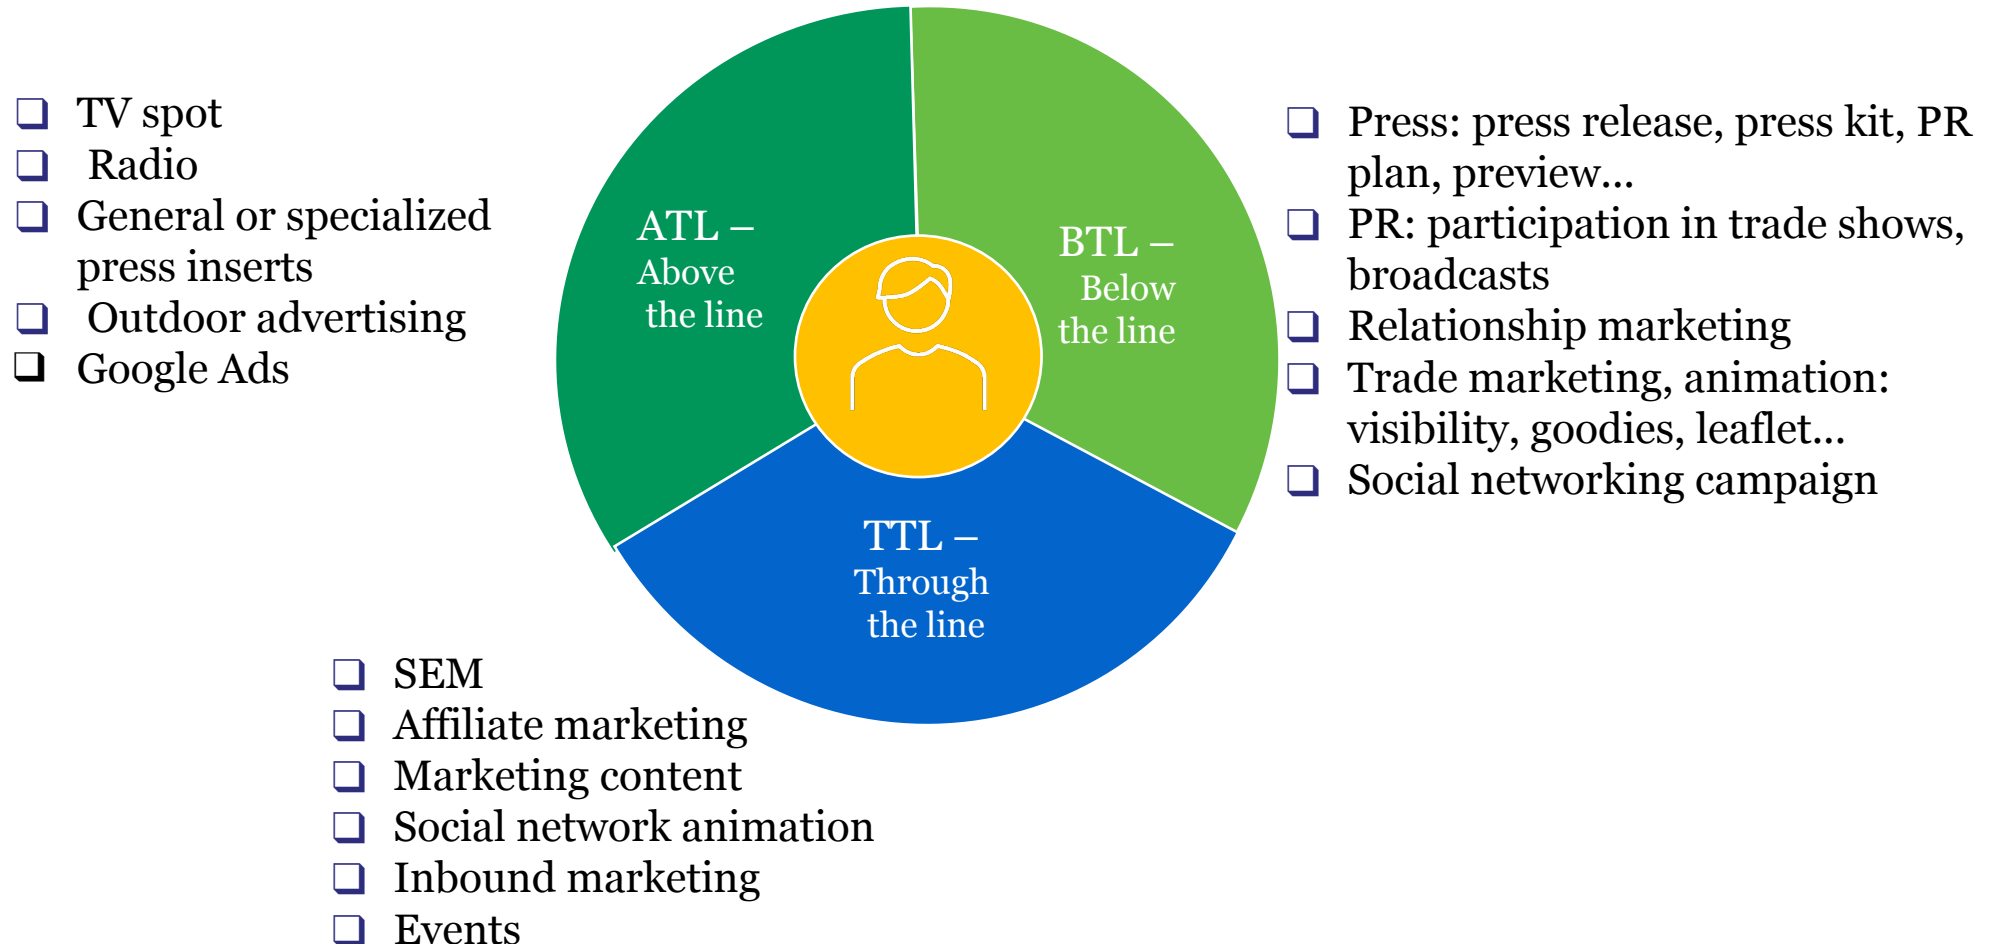 TV spot
Radio
General or specialized
press inserts
Outdoor advertising
Google Ads
ATL –
Above
the line
BTL –
Below
the line
Press: press release, press kit, PR
plan, preview...
PR: participation in trade shows,
broadcasts
Relationship marketing
Trade marketing, animation:
visibility, goodies, leaflet...
Social networking campaign
TTL –
Through
the line
SEM
Affiliate marketing
Marketing content
Social network animation
Inbound marketing
Events